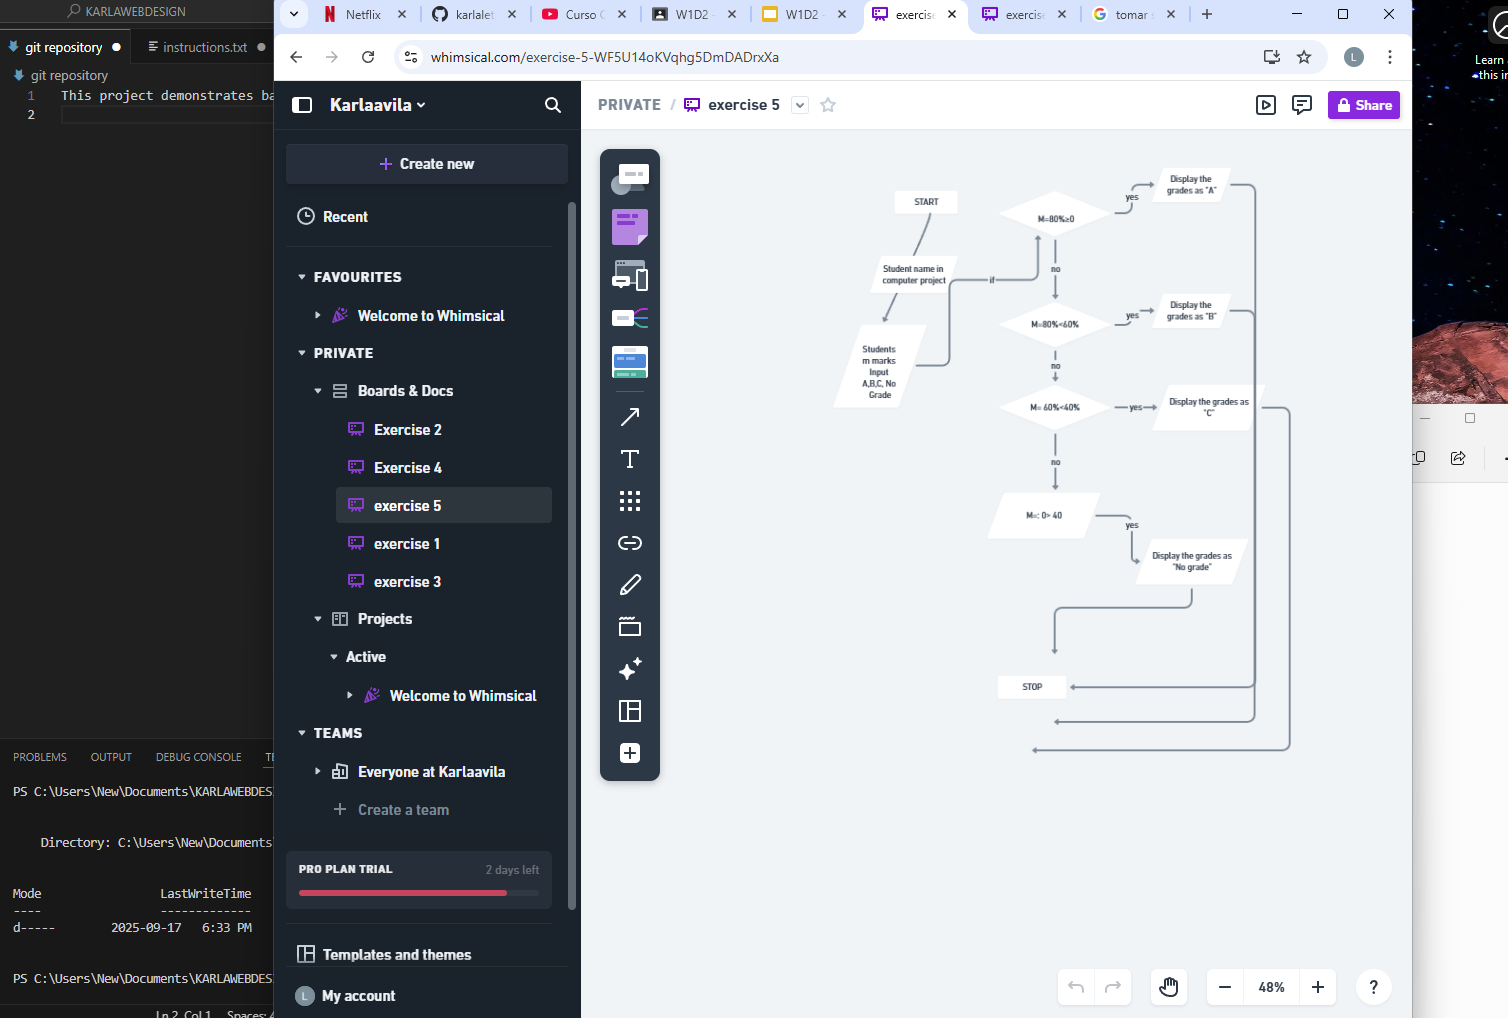 KARLAWEBDESIGN
git repository
instructions.txt
git repository
1 This project demonstrates ba
2
PROBLEMS OUTPUT DEBUG CONSOLE TE
PS C:\Users\New\Documents\KARLAWEBDES
Directory: C:\Users\New\Documents
Mode LastWriteTime
---- -------------
d----- 2025-09-17 6:33 PM
PS C:\Users\New\Documents\KARLAWEBDES
Ln 2, Col 1 Spaces: 4
Netflix
karlalet
Curso C
W1D2 -
W1D2 -
exercise
exercise
tomar s
whimsical.com/exercise-5-WF5U14oKVqhg5DmDADrxXa
L
Karlaavila
Create new
Recent
FAVOURITES
Welcome to Whimsical
PRIVATE
Boards & Docs
Exercise 2
Exercise 4
exercise 5
exercise 1
exercise 3
Projects
Active
Welcome to Whimsical
TEAMS
Everyone at Karlaavila
Create a team
PRO PLAN TRIAL 2 days left
Templates and themes
L My account
PRIVATE / exercise 5
Share
START
Student name in
computer project
Students
m marks
Input
A,B,C, No
Grade
if
M=80%≥0
yes
Display the
grades as "A"
no
M=80%<60%
yes
Display the
grades as "B"
no
M= 60%<40%
yes
Display the grades as
"C"
no
M=: 0> 40
yes
Display the grades as
"No grade"
STOP
48%
?
Learn
this i